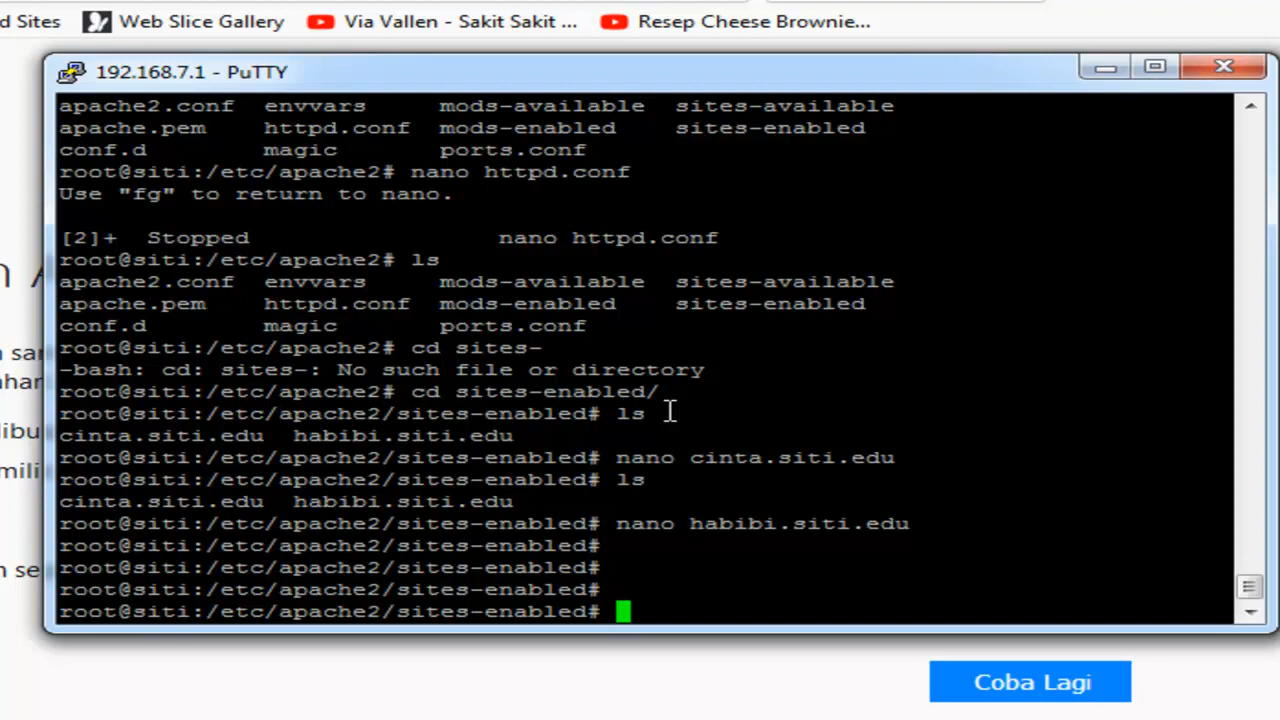 d Sites Web Slice Gallery Via Vallen - Sakit Sakit ... Resep Cheese Brownie...
192.168.7.1 - PuTTY
apache2.conf envvars mods-available sites-available
apache.pem httpd.conf mods-enabled sites-enabled
conf.d magic ports.conf
root@siti:/etc/apache2# nano httpd.conf
Use "fg" to return to nano.
[2]+ Stopped nano httpd.conf
root@siti:/etc/apache2# ls
apache2.conf envvars mods-available sites-available
apache.pem httpd.conf mods-enabled sites-enabled
conf.d magic ports.conf
root@siti:/etc/apache2# cd sites-
-bash: cd: sites-: No such file or directory
root@siti:/etc/apache2# cd sites-enabled/
root@siti:/etc/apache2/sites-enabled# ls
cinta.siti.edu habibi.siti.edu
root@siti:/etc/apache2/sites-enabled# nano cinta.siti.edu
root@siti:/etc/apache2/sites-enabled# ls
cinta.siti.edu habibi.siti.edu
root@siti:/etc/apache2/sites-enabled# nano habibi.siti.edu
root@siti:/etc/apache2/sites-enabled#
root@siti:/etc/apache2/sites-enabled#
root@siti:/etc/apache2/sites-enabled#
root@siti:/etc/apache2/sites-enabled#
Coba Lagi